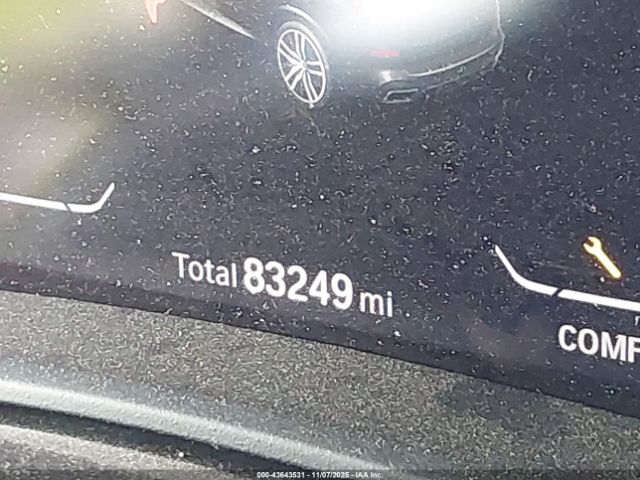 Total 83249 mi
COMF
000-43643531 - 11/07/2025 - IAA Inc.